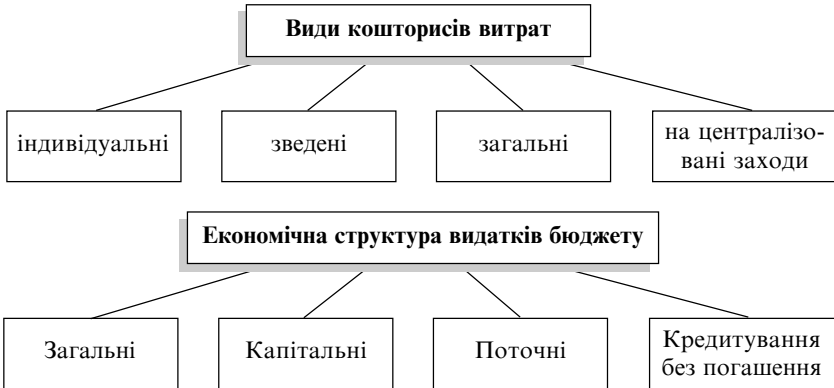 Види кошторисів витрат
індивідуальні
зведені
загальні
на централізо-
вані заходи
Економічна структура видатків бюджету
Загальні
Капітальні
Поточні
Кредитування
без погашення